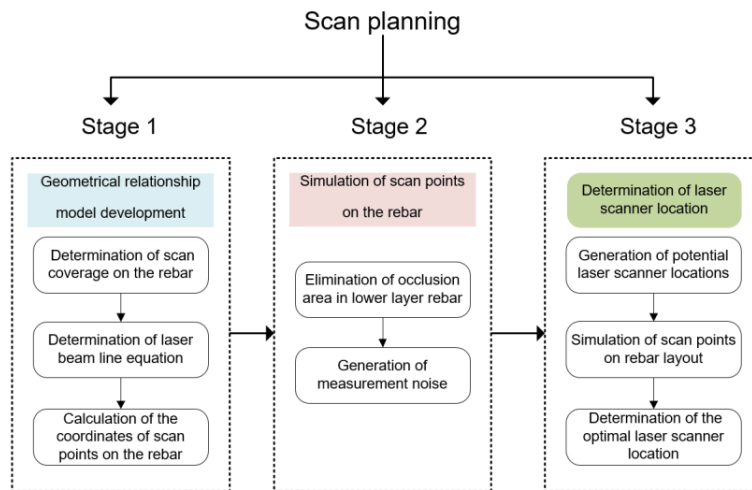 Scan planning
Stage 1
Stage 2
Stage 3
Geometrical relationship
model development
Determination of scan
coverage on the rebar
Determination of laser
beam line equation
Calculation of the
coordinates of scan
points on the rebar
Simulation of scan points
on the rebar
Elimination of occlusion
area in lower layer rebar
Generation of
measurement noise
Determination of laser
scanner location
Generation of potential
laser scanner locations
Simulation of scan points
on rebar layout
Determination of the
optimal laser scanner
location